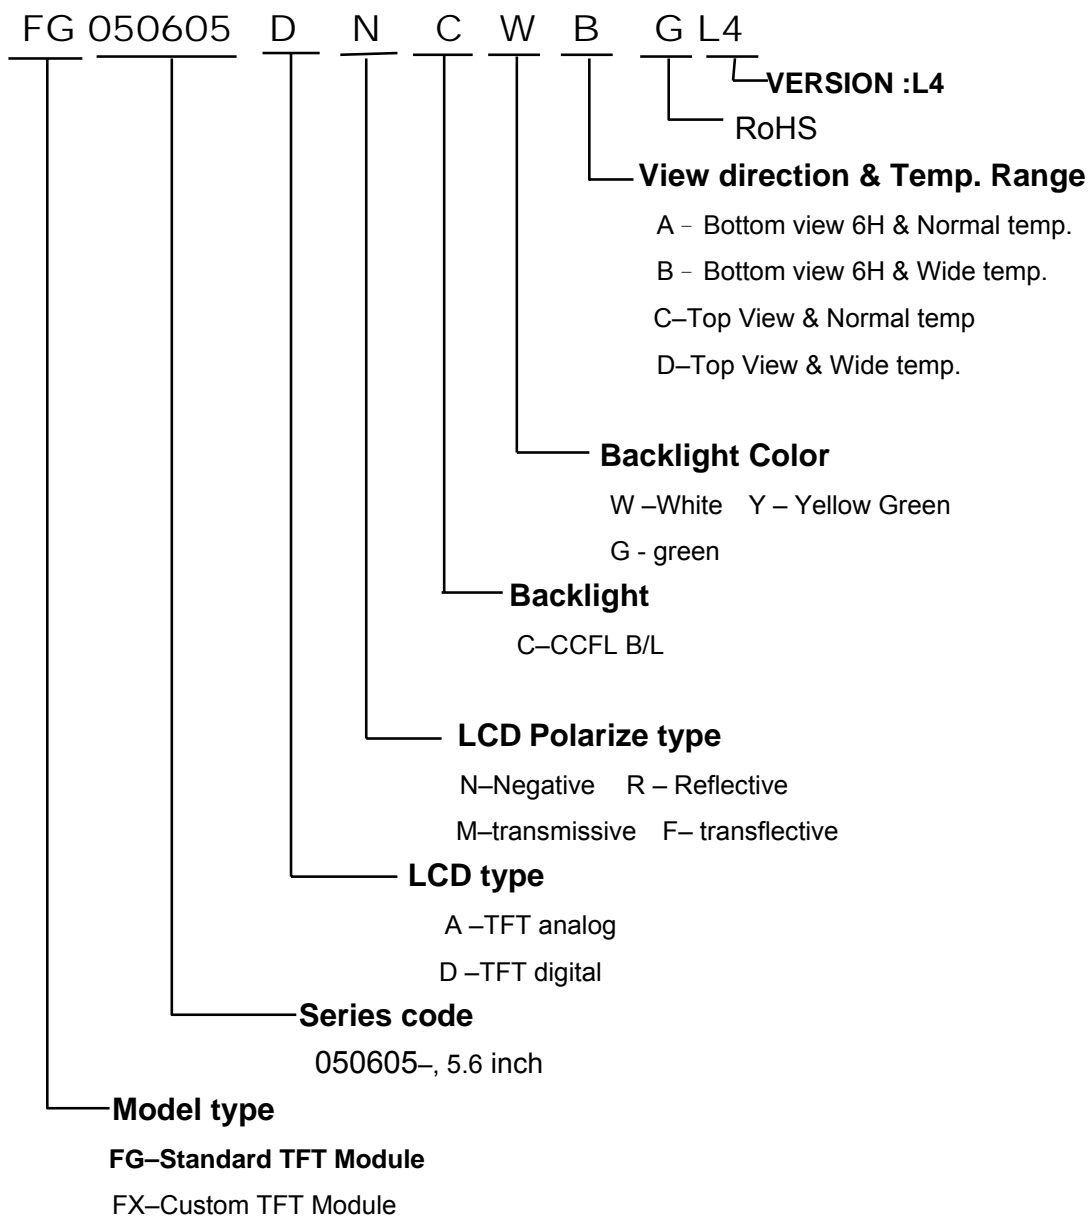 FG 050605 D N C W B G L4
VERSION :L4
RoHS
View direction & Temp. Range
A – Bottom view 6H & Normal temp.
B – Bottom view 6H & Wide temp.
C–Top View & Normal temp
D–Top View & Wide temp.
Backlight Color
W –White Y – Yellow Green
G - green
Backlight
C–CCFL B/L
LCD Polarize type
N–Negative R – Reflective
M–transmissive F– transflective
LCD type
A –TFT analog
D –TFT digital
Series code
050605–, 5.6 inch
Model type
FG–Standard TFT Module
FX–Custom TFT Module